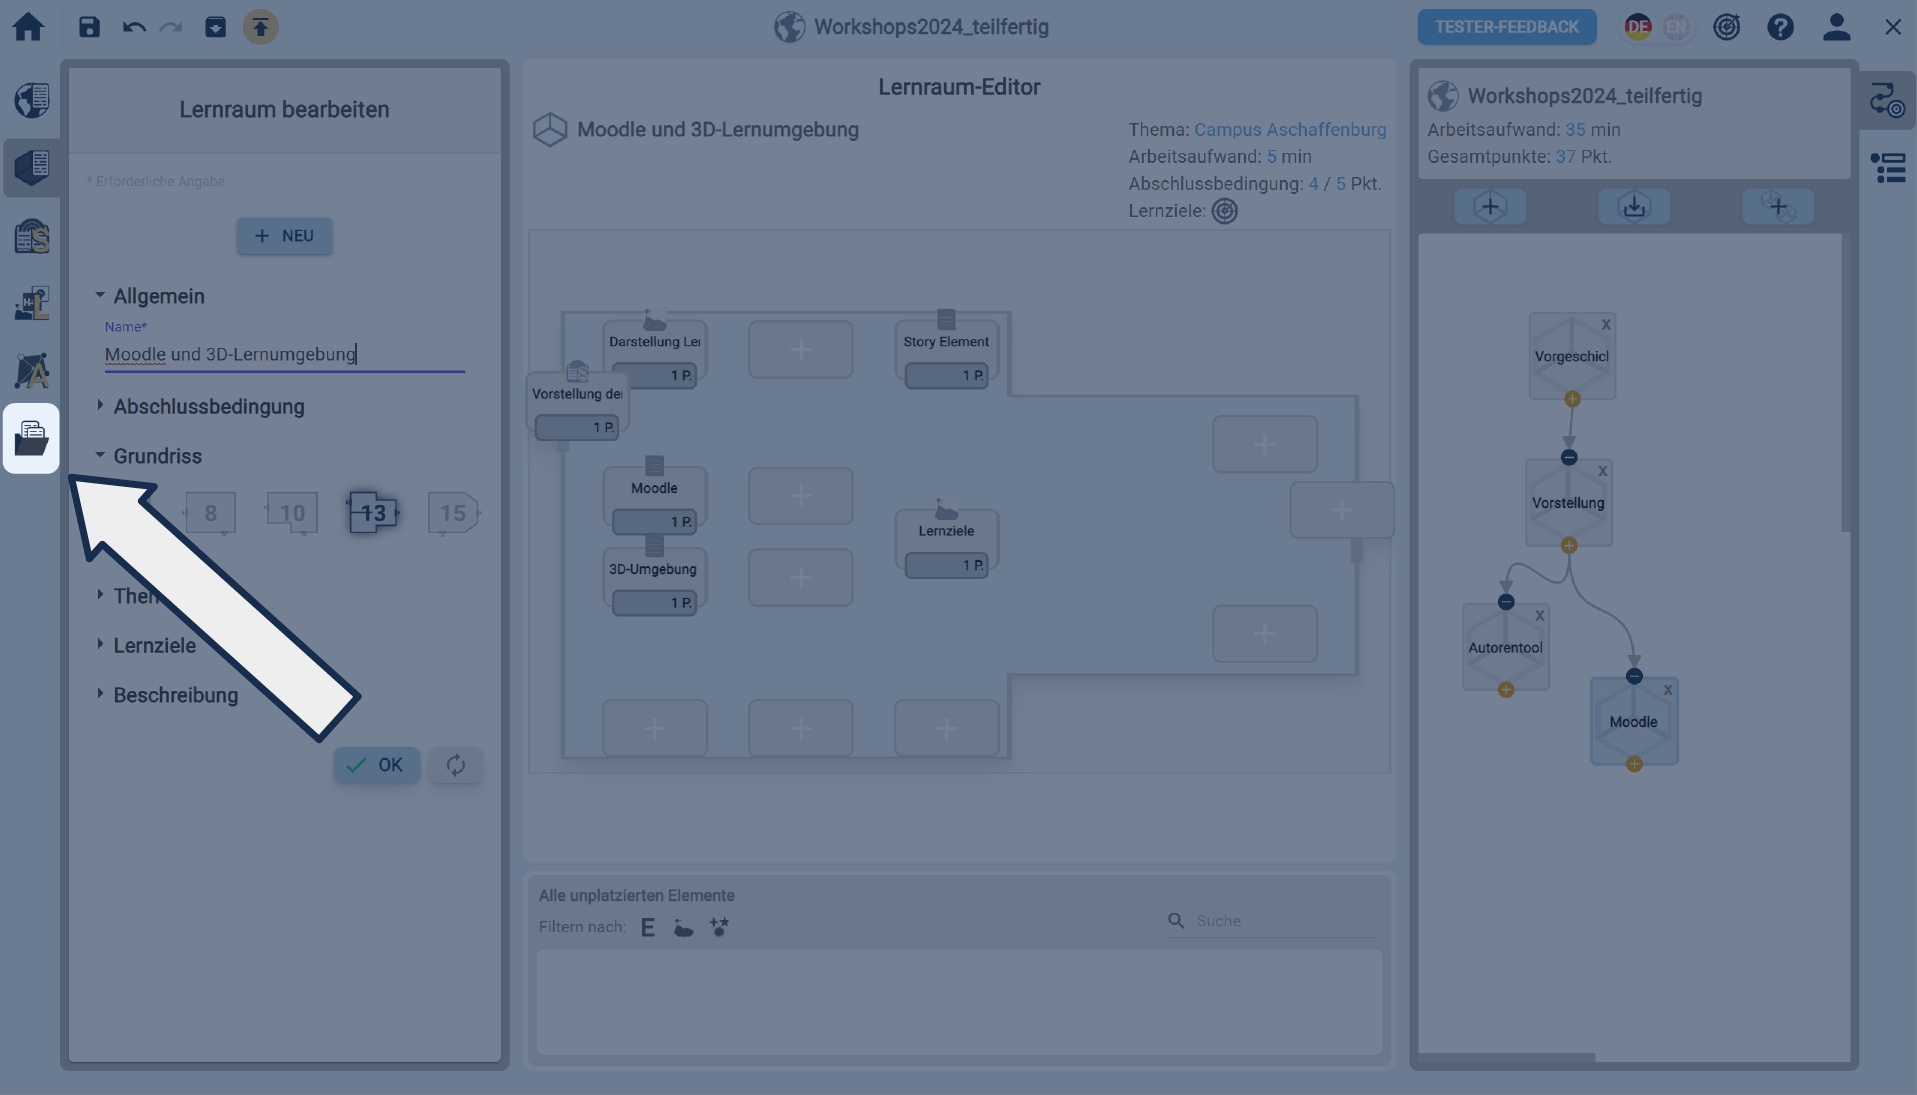 Workshops2024_teilfertig
TESTER-FEEDBACK
DE
EN
Lernraum bearbeiten
* Erforderliche Angabe
+ NEU
Allgemein
Name*
Moodle und 3D-Lernumgebung
Abschlussbedingung
Grundriss
8
10
13
15
Lernziele
Beschreibung
OK
Lernraum-Editor
Moodle und 3D-Lernumgebung
Thema: Campus Aschaffenburg
Arbeitsaufwand: 5 min
Abschlussbedingung: 4 / 5 Pkt.
Lernziele:
Darstellung Ler
1 P.
Story Element
1 P.
Vorstellung der
1 P.
Moodle
1 P.
Lernziele
1 P.
3D-Umgebung
1 P.
Alle unplatzierten Elemente
Filtern nach: E
Suche
Workshops2024_teilfertig
Arbeitsaufwand: 35 min
Gesamtpunkte: 37 Pkt.
X
Vorgeschicl
X
Vorstellung
X
Autorentool
X
Moodle